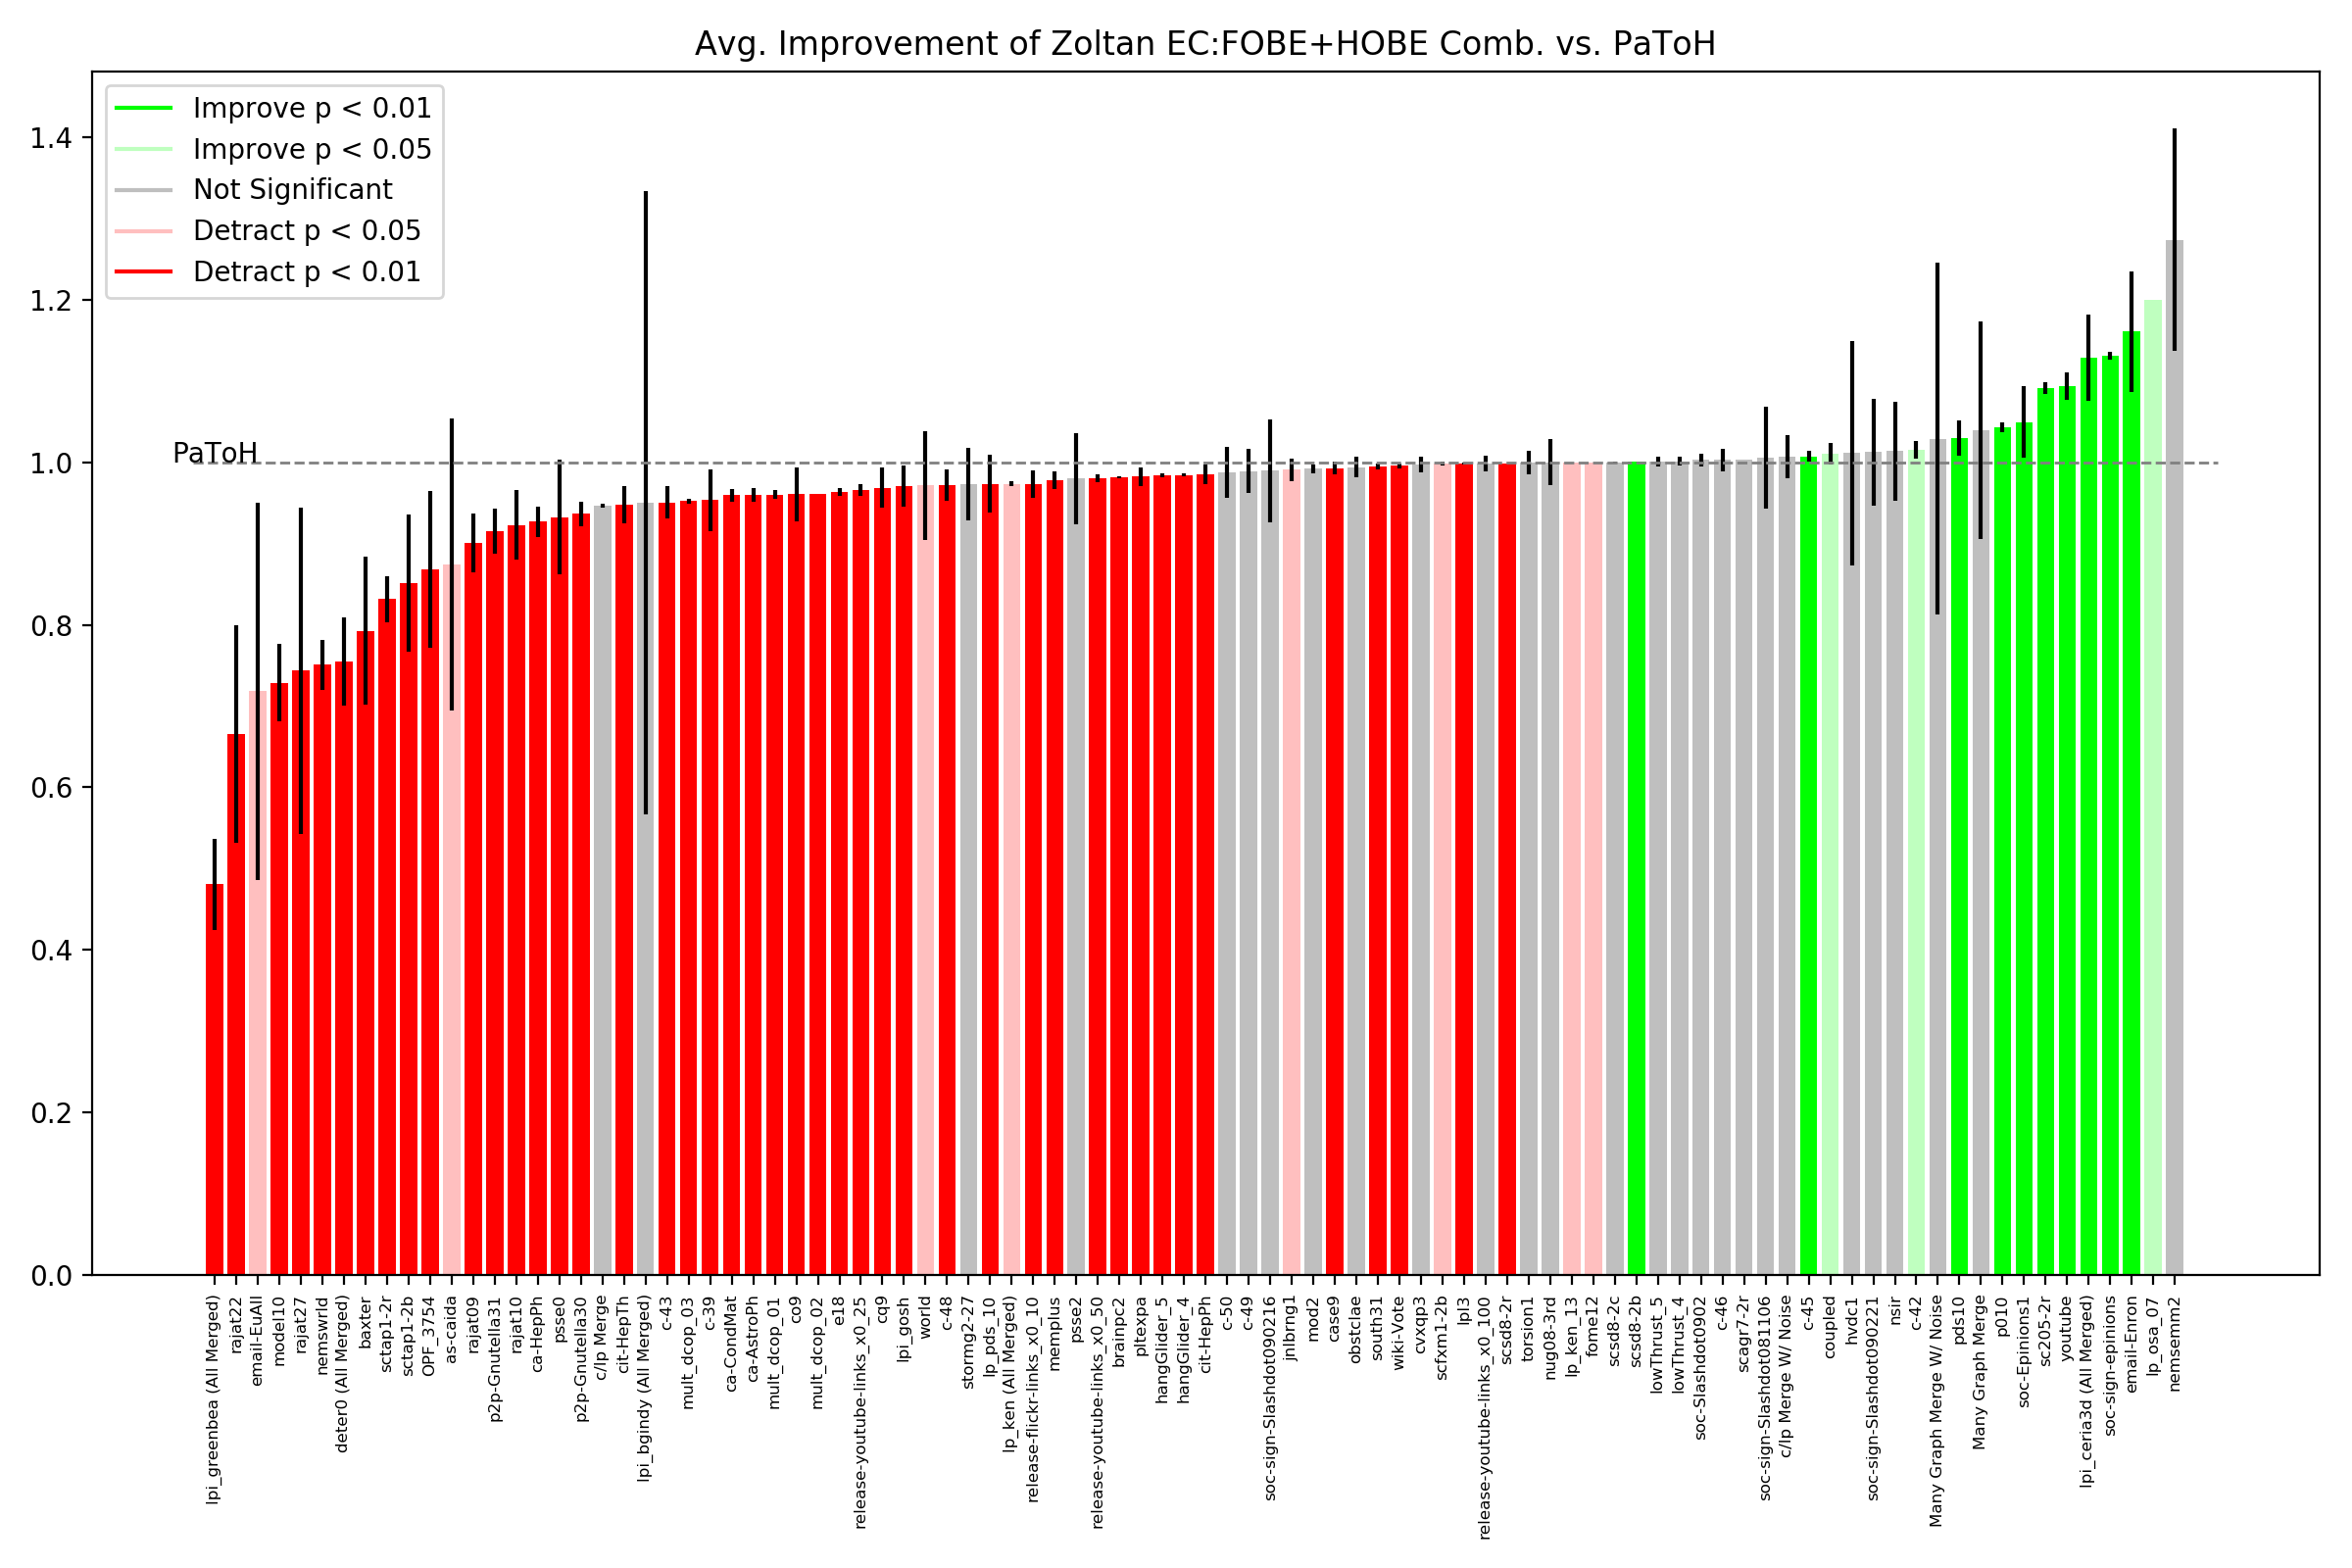 Avg. Improvement of Zoltan EC:FOBE+HOBE Comb. vs. PaToH
Improve p < 0.01
Improve p < 0.05
Not Significant
Detract p < 0.05
Detract p < 0.01
1.4
1.2
1.0
0.8
0.6
0.4
0.2
0.0
PaToH
lpi_greenbea (All Merged)
rajat22
email-EuAll
model10
rajat27
nemswrld
deter0 (All Merged)
baxter
sctap1-2r
sctap1-2b
OPF_3754
as-caida
rajat09
p2p-Gnutella31
rajat10
ca-HepPh
psse0
p2p-Gnutella30
c/lp Merge
cit-HepTh
lpi_bgindy (All Merged)
c-43
mult_dcop_03
c-39
ca-CondMat
ca-AstroPh
mult_dcop_01
co9
mult_dcop_02
e18
release-youtube-links_x0_25
cq9
lpi_gosh
world
c-48
stormg2-27
lp_pds_10
lp_ken (All Merged)
release-flickr-links_x0_10
memplus
psse2
release-youtube-links_x0_50
brainpc2
pltexpa
hangGlider_5
hangGlider_4
cit-HepPh
c-50
c-49
soc-sign-Slashdot090216
jnlbrng1
mod2
case9
obstclae
south31
wiki-Vote
cvxqp3
scfxm1-2b
lpl3
release-youtube-links_x0_100
scsd8-2r
torsion1
nug08-3rd
lp_ken_13
fome12
scsd8-2c
scsd8-2b
lowThrust_5
lowThrust_4
soc-Slashdot0902
c-46
scagr7-2r
soc-sign-Slashdot081106
c/lp Merge W/ Noise
c-45
coupled
hvdc1
soc-sign-Slashdot090221
nsir
c-42
Many Graph Merge W/ Noise
pds10
Many Graph Merge
p010
soc-Epinions1
sc205-2r
youtube
lpi_ceria3d (All Merged)
soc-sign-epinions
email-Enron
lp_osa_07
nemsemm2